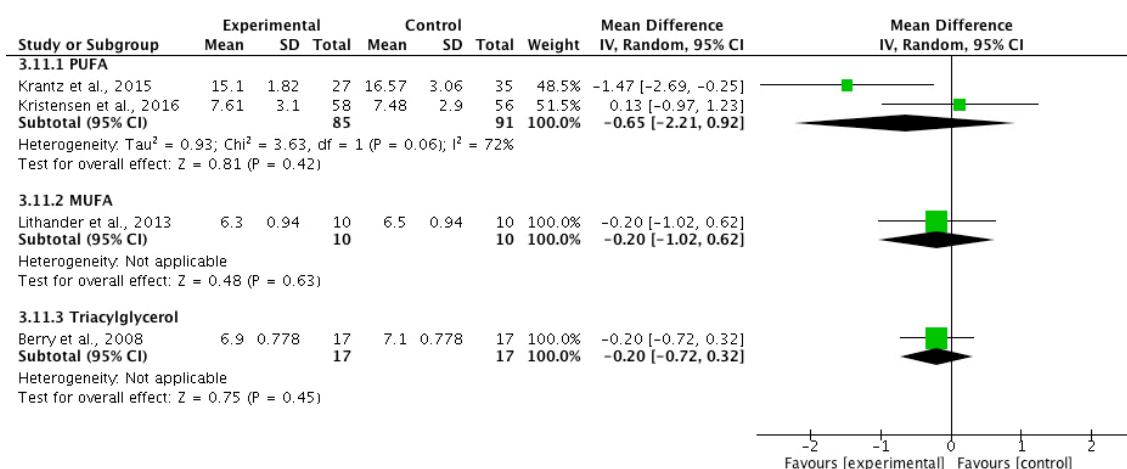 Experimental Control Mean Difference Mean Difference
Study or Subgroup Mean SD Total Mean SD Total Weight IV, Random, 95% CI IV, Random, 95% CI
3.11.1 PUFA
Krantz et al., 2015 15.1 1.82 27 16.57 3.06 35 48.5% -1.47 [-2.69, -0.25]
Kristensen et al., 2016 7.61 3.1 58 7.48 2.9 56 51.5% 0.13 [-0.97, 1.23]
Subtotal (95% CI) 85 91 100.0% -0.65 [-2.21, 0.92]
Heterogeneity: Tau² = 0.93; Chi² = 3.63, df = 1 (P = 0.06); I² = 72%
Test for overall effect: Z = 0.81 (P = 0.42)
3.11.2 MUFA
Lithander et al., 2013 6.3 0.94 10 6.5 0.94 10 100.0% -0.20 [-1.02, 0.62]
Subtotal (95% CI) 10 10 100.0% -0.20 [-1.02, 0.62]
Heterogeneity: Not applicable
Test for overall effect: Z = 0.48 (P = 0.63)
3.11.3 Triacylglycerol
Berry et al., 2008 6.9 0.778 17 7.1 0.778 17 100.0% -0.20 [-0.72, 0.32]
Subtotal (95% CI) 17 17 100.0% -0.20 [-0.72, 0.32]
Heterogeneity: Not applicable
Test for overall effect: Z = 0.75 (P = 0.45)
-2 -1 0 1 2
Favours [experimental] Favours [control]